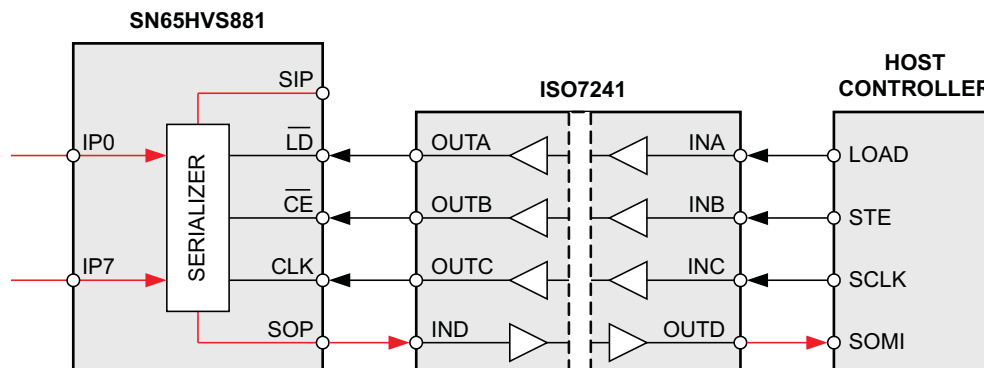 SN65HVS881
ISO7241
HOST
CONTROLLER
SIP
IP0
LD
OUTA
INA
LOAD
SERIALIZER
CE
OUTB
INB
STE
IP7
CLK
OUTC
INC
SCLK
SOP
IND
OUTD
SOMI